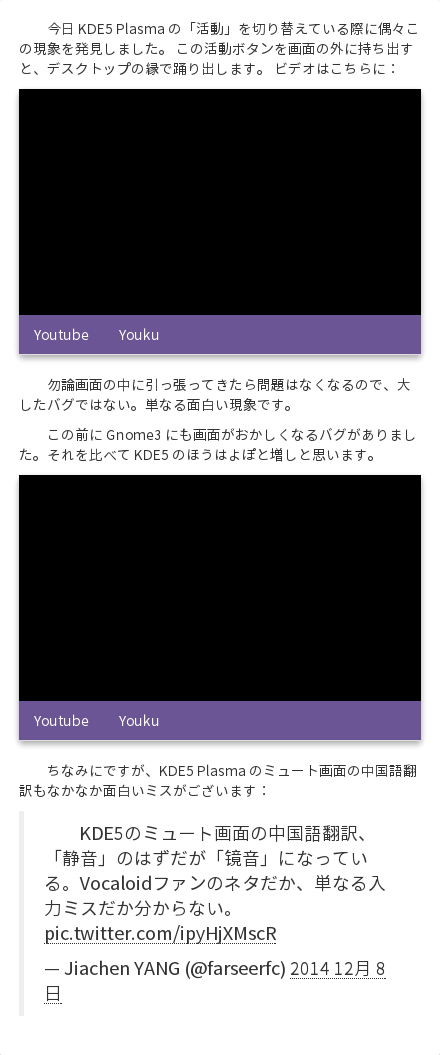 今日 KDE5 Plasma の「活動」を切り替えている際に偶々こ
の現象を発見しました。 この活動ボタンを画面の外に持ち出す
と、デスクトップの縁で踊り出します。 ビデオはこちらに：
Youtube Youku
勿論画面の中に引っ張ってきたら問題はなくなるので、大
したバグではない。単なる面白い現象です。
この前に Gnome3 にも画面がおかしくなるバグがありまし
た。それを比べて KDE5 のほうはよぽと増しと思います。
Youtube Youku
ちなみにですが、KDE5 Plasma のミュート画面の中国語翻
訳もなかなか面白いミスがございます：
KDE5のミュート画面の中国語翻訳、
「静音」のはずだが「镜音」になってい
る。Vocaloidファンのネタだか、単なる入
力ミスだか分からない。
pic.twitter.com/ipyHjXMscR
— Jiachen YANG (@farseerfc) 2014 12月 8
日